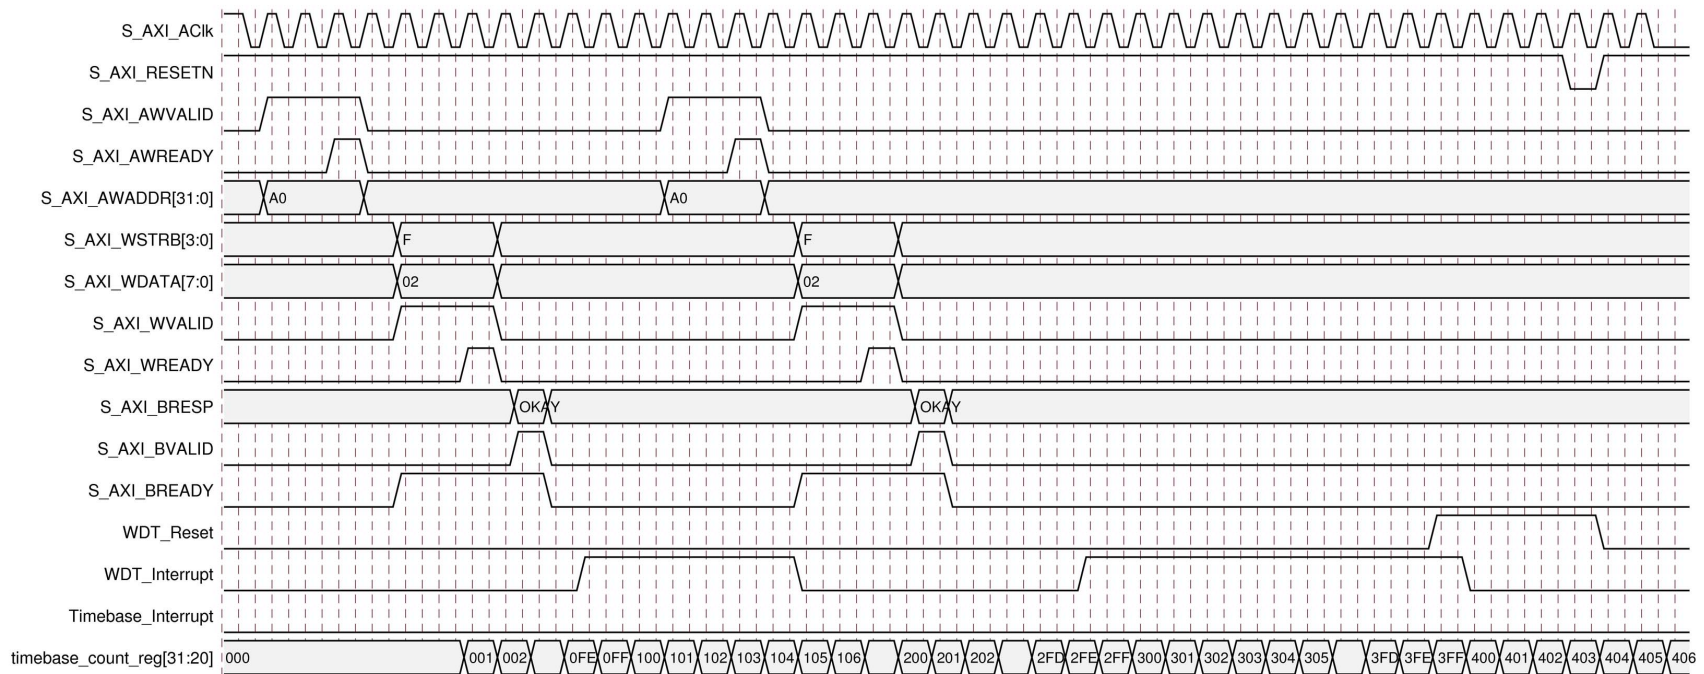 S_AXI_AClk
S_AXI_RESETN
S_AXI_AWVALID
S_AXI_AWREADY
S_AXI_AWADDR[31:0] A0 A0
S_AXI_WSTRB[3:0] F F
S_AXI_WDATA[7:0] 02 02
S_AXI_WVALID
S_AXI_WREADY
S_AXI_BRESP OKAY OKAY
S_AXI_BVALID
S_AXI_BREADY
WDT_Reset
WDT_Interrupt
Timebase_Interrupt
timebase_count_reg[31:20] 000 001 002 0FE 0FF 100 101 102 103 104 105 106 200 201 202 2FD 2FE 2FF 300 301 302 303 304 305 3FD 3FE 3FF 400 401 402 403 404 405 406